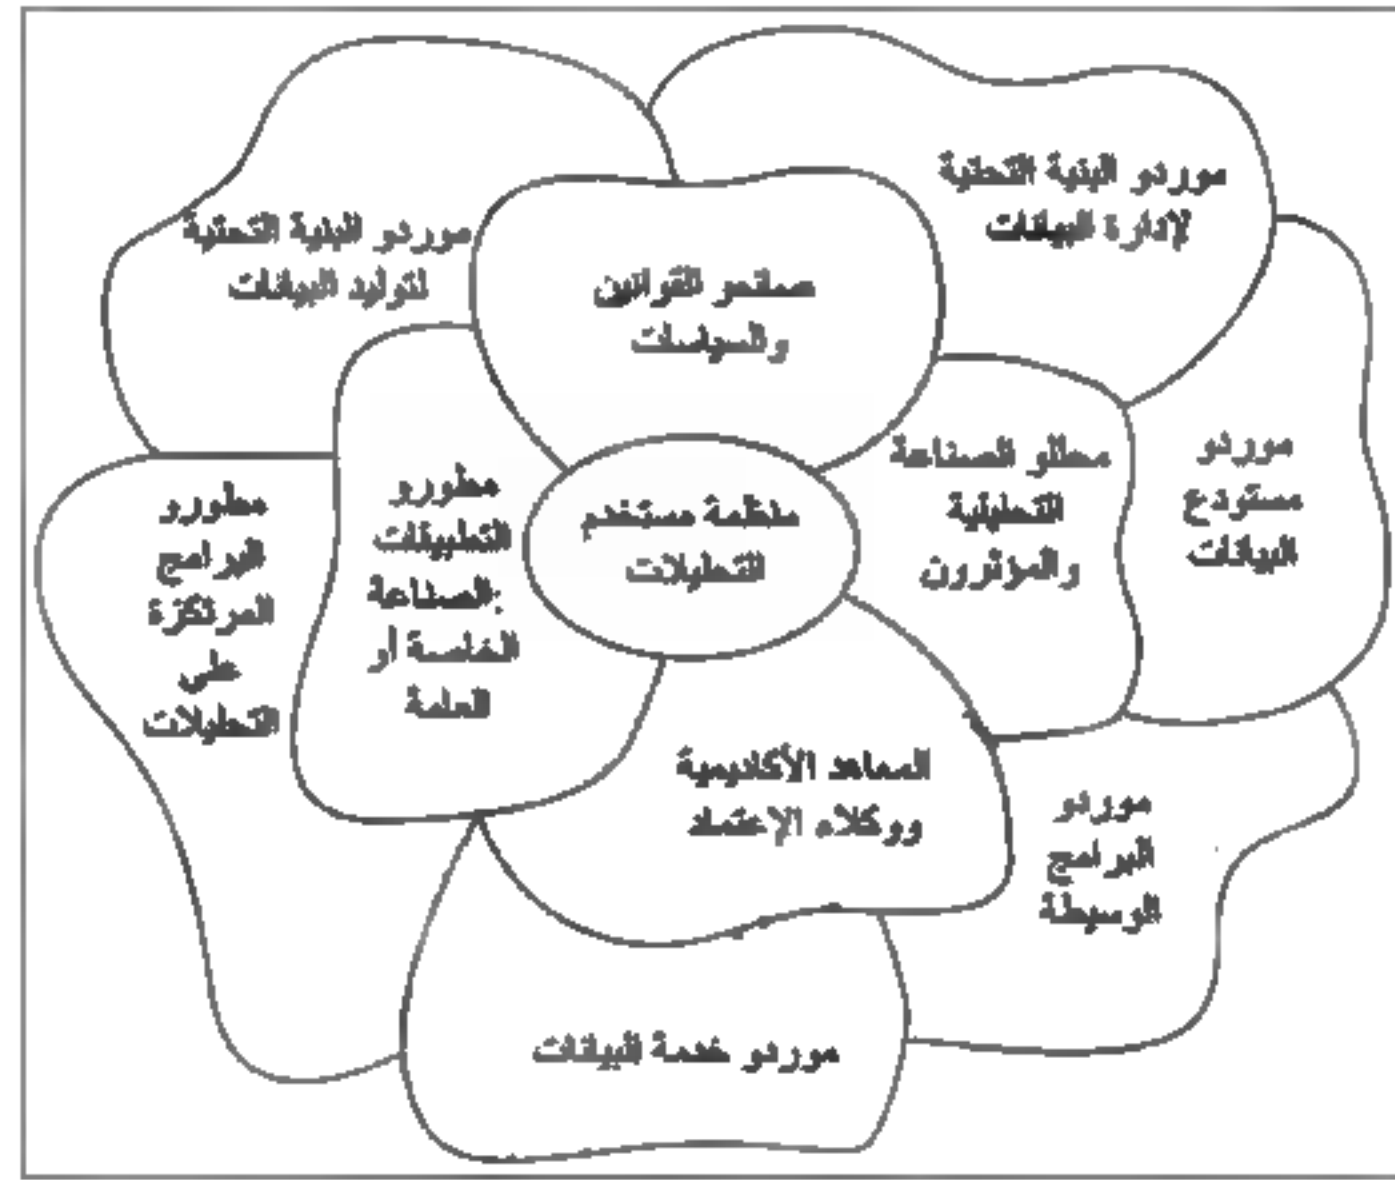 موردو البنية التحتية
لإدارة البيانات
موردو البنية التحتية
لتوليد البيانات
صانعو القوانين
والسياسات
موردو
مستودع
البيانات
محللو الصناعة
التحليلية
والمؤثرون
منظمة مستخدم
التحليلات
مطورو
التطبيقات
:الصناعة
الخاصة أو
العامة
مطورو
البرامج
المرتكزة
على
التحليلات
المعاهد الأكاديمية
ووكلاء الإعتماد
موردو
البرامج
الوسيطة
موردو خدمة البيانات